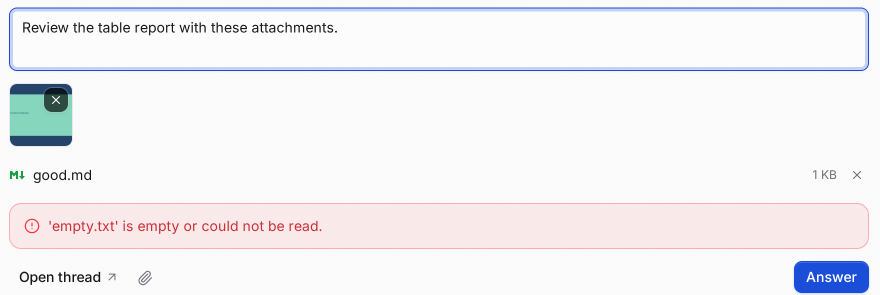 Review the table report with these attachments.
M↓ good.md 1 KB
'empty.txt' is empty or could not be read.
Open thread ↗ Answer